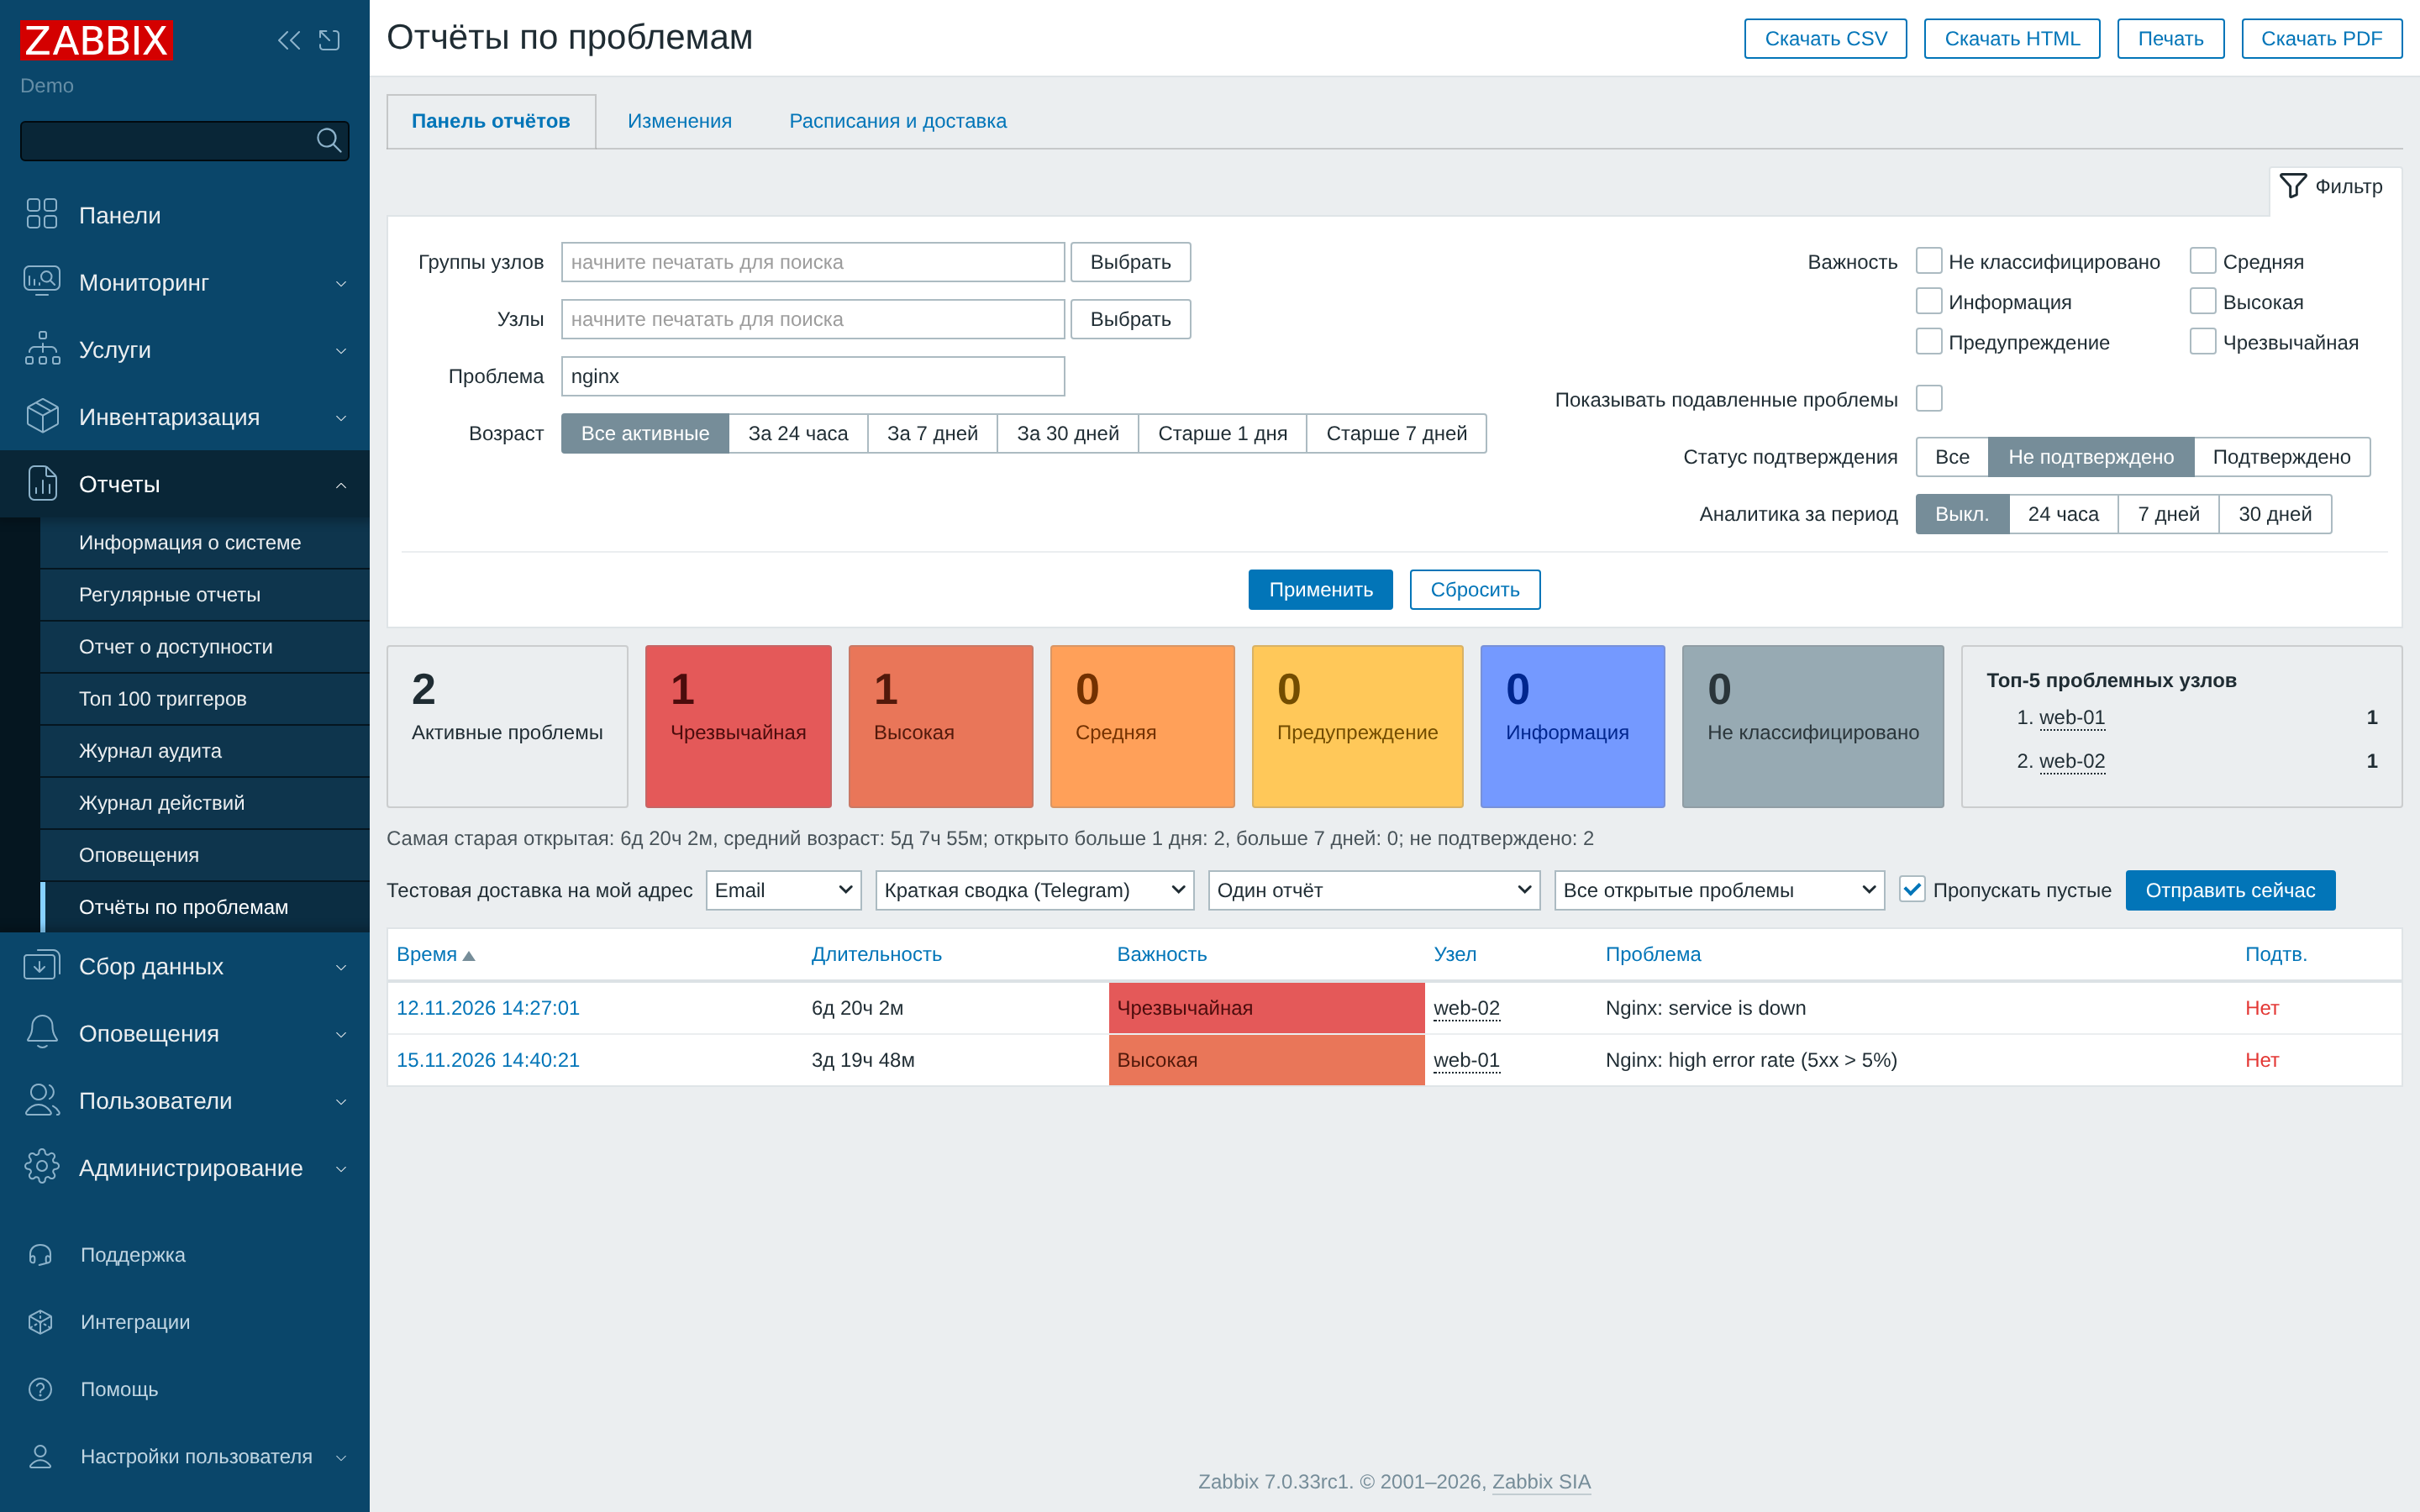 ZABBIX
Demo
Панели
Мониторинг
Услуги
Инвентаризация
Отчеты
Информация о системе
Регулярные отчеты
Отчет о доступности
Топ 100 триггеров
Журнал аудита
Журнал действий
Оповещения
Отчёты по проблемам
Сбор данных
Оповещения
Пользователи
Администрирование
Поддержка
Интеграции
Помощь
Настройки пользователя
Отчёты по проблемам
Скачать CSV Скачать HTML Печать Скачать PDF
Панель отчётов Изменения Расписания и доставка
Фильтр
Группы узлов начните печатать для поиска Выбрать
Узлы начните печатать для поиска Выбрать
Проблема nginx
Возраст Все активные За 24 часа За 7 дней За 30 дней Старше 1 дня Старше 7 дней
Важность Не классифицировано Средняя
Информация Высокая
Предупреждение Чрезвычайная
Показывать подавленные проблемы
Статус подтверждения Все Не подтверждено Подтверждено
Аналитика за период Выкл. 24 часа 7 дней 30 дней
Применить Сбросить
2
Активные проблемы
1
Чрезвычайная
1
Высокая
0
Средняя
0
Предупреждение
0
Информация
0
Не классифицировано
Топ-5 проблемных узлов
1. web-01 1
2. web-02 1
Самая старая открытая: 6д 20ч 2м, средний возраст: 5д 7ч 55м; открыто больше 1 дня: 2, больше 7 дней: 0; не подтверждено: 2
Тестовая доставка на мой адрес Email Краткая сводка (Telegram) Один отчёт Все открытые проблемы Пропускать пустые Отправить сейчас
Время Длительность Важность Узел Проблема Подтв.
12.11.2026 14:27:01 6д 20ч 2м Чрезвычайная web-02 Nginx: service is down Нет
15.11.2026 14:40:21 3д 19ч 48м Высокая web-01 Nginx: high error rate (5xx > 5%) Нет
Zabbix 7.0.33rc1. © 2001–2026, Zabbix SIA